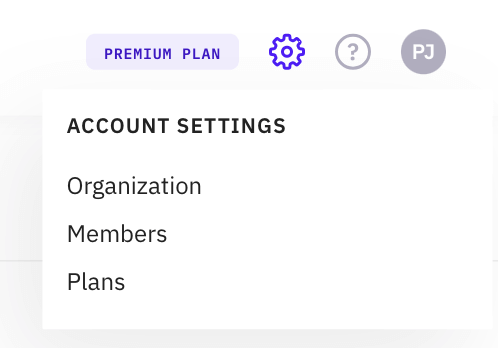 PREMIUM PLAN
?
PJ
ACCOUNT SETTINGS
Organization
Members
Plans